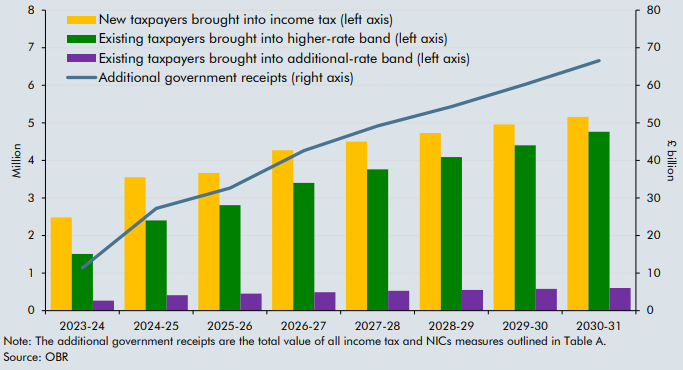 New taxpayers brought into income tax (left axis)
Existing taxpayers brought into higher-rate band (left axis)
Existing taxpayers brought into additional-rate band (left axis)
Additional government receipts (right axis)
8
7
6
5
4
3
2
1
0
Million
80
70
60
50
40
30
20
10
0
£ billion
2023-24 2024-25 2025-26 2026-27 2027-28 2028-29 2029-30 2030-31
Note: The additional government receipts are the total value of all income tax and NICs measures outlined in Table A.
Source: OBR